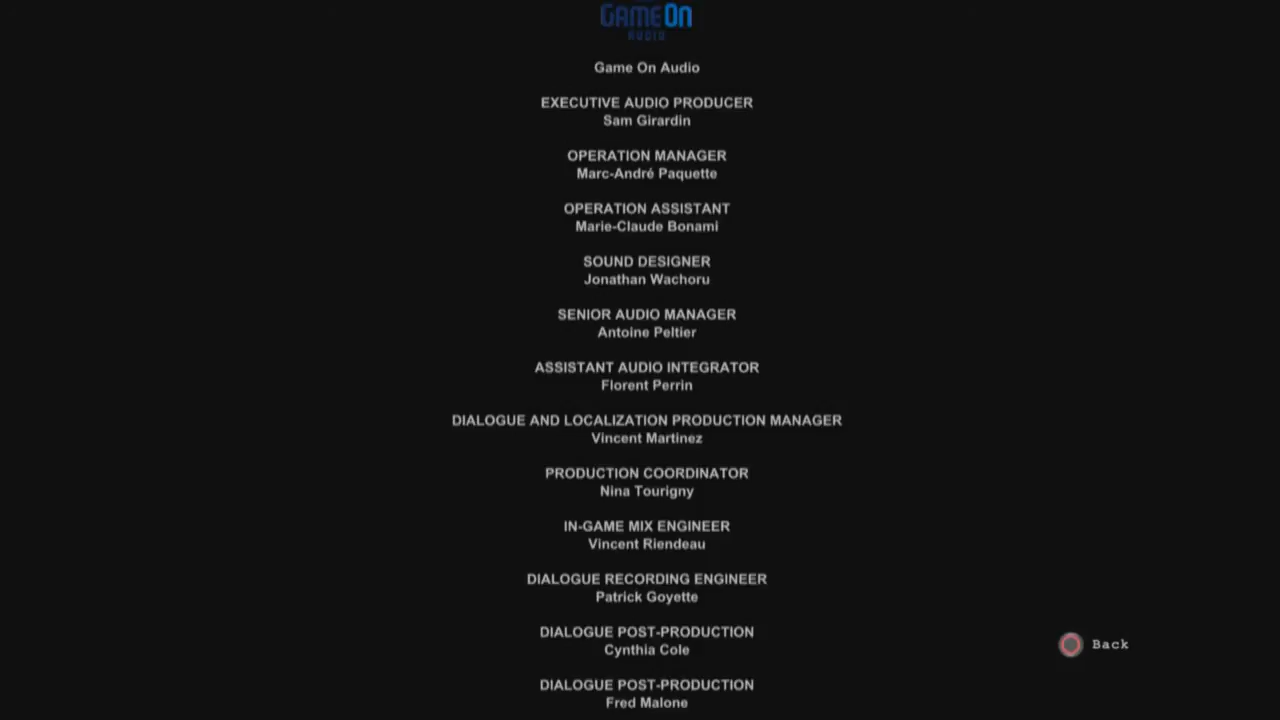 GAMEON
AUDIO
Game On Audio
EXECUTIVE AUDIO PRODUCER
Sam Girardin
OPERATION MANAGER
Marc-André Paquette
OPERATION ASSISTANT
Marie-Claude Bonami
SOUND DESIGNER
Jonathan Wachoru
SENIOR AUDIO MANAGER
Antoine Peltier
ASSISTANT AUDIO INTEGRATOR
Florent Perrin
DIALOGUE AND LOCALIZATION PRODUCTION MANAGER
Vincent Martinez
PRODUCTION COORDINATOR
Nina Tourigny
IN-GAME MIX ENGINEER
Vincent Riendeau
DIALOGUE RECORDING ENGINEER
Patrick Goyette
DIALOGUE POST-PRODUCTION
Cynthia Cole
Back
DIALOGUE POST-PRODUCTION
Fred Malone